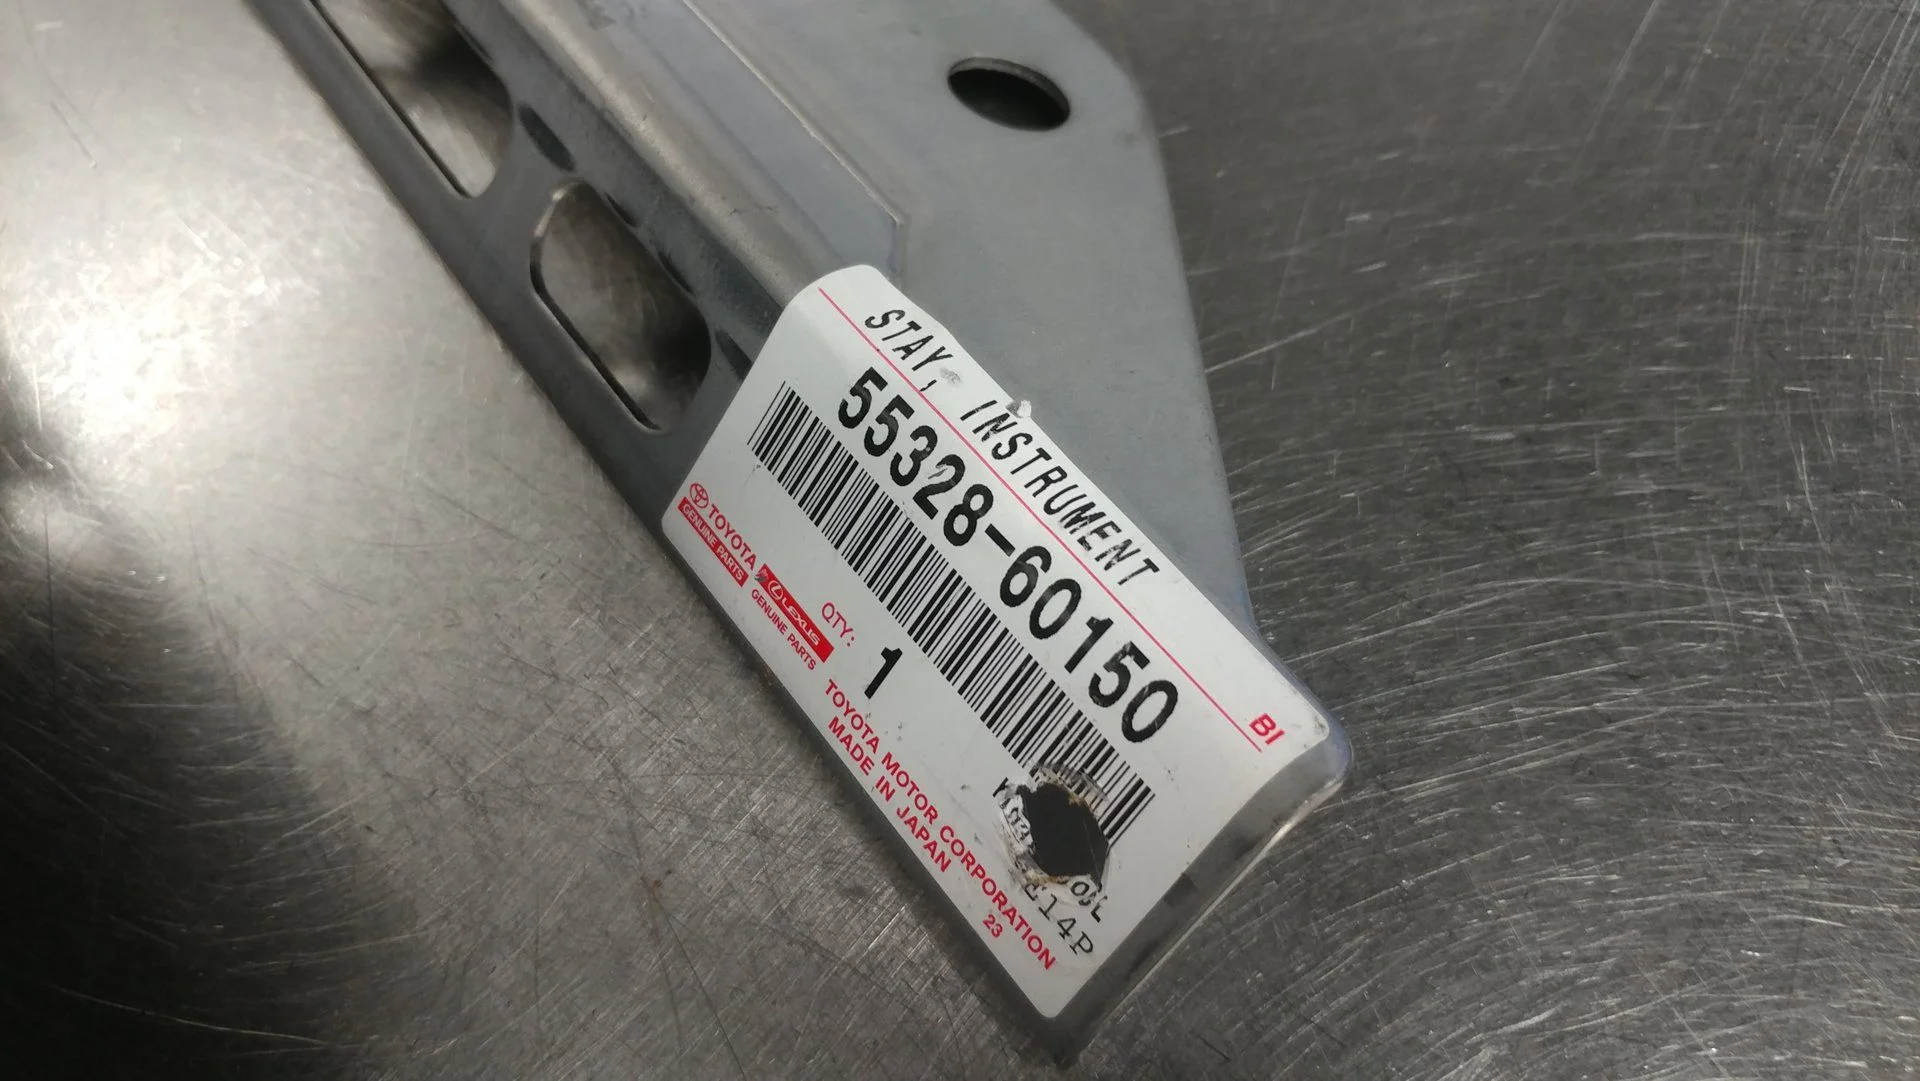 STAY, INSTRUMENT
BI
55328-60150
TOYOTA
GENUINE PARTS
LEXUS
GENUINE PARTS
QTY:
1
E14P
TOYOTA MOTOR CORPORATION
MADE IN JAPAN
23